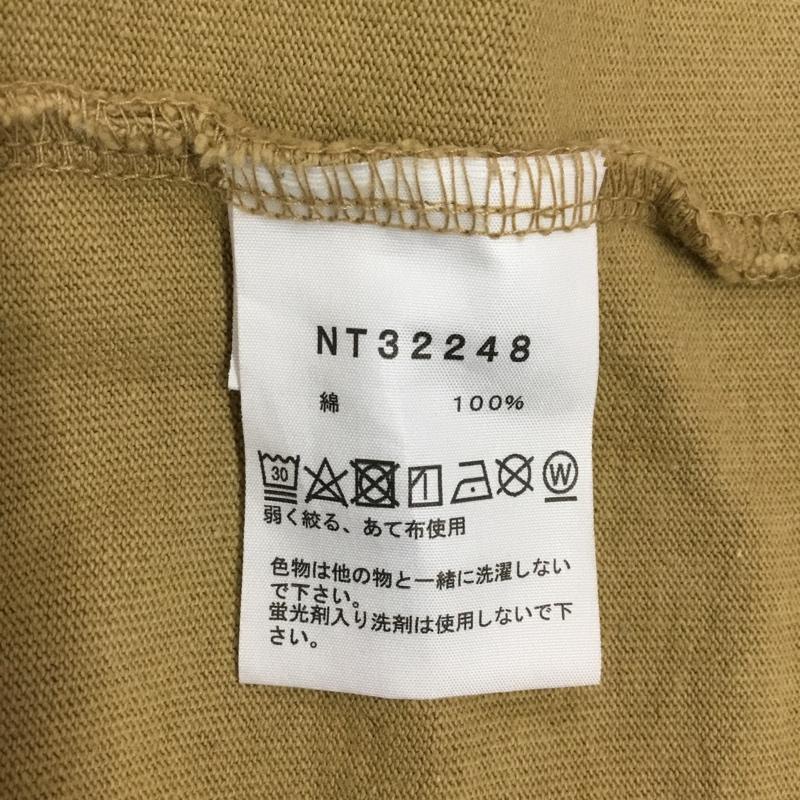 NT32248
綿 100%
30 W
弱く絞る、あて布使用
色物は他の物と一緒に洗濯しない
で下さい。
蛍光剤入り洗剤は使用しないで下
さい。